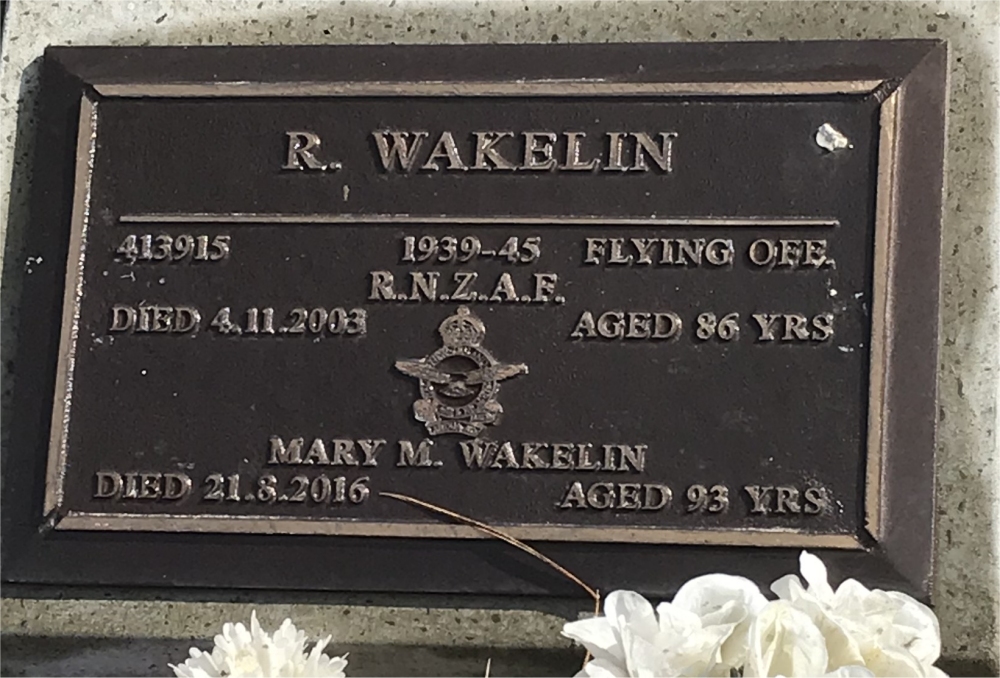 R. WAKELIN
413915 1939-45 FLYING OFF.
R.N.Z.A.F.
DIED 4.11.2003 AGED 86 YRS
MARY M. WAKELIN
DIED 21.8.2016 AGED 93 YRS